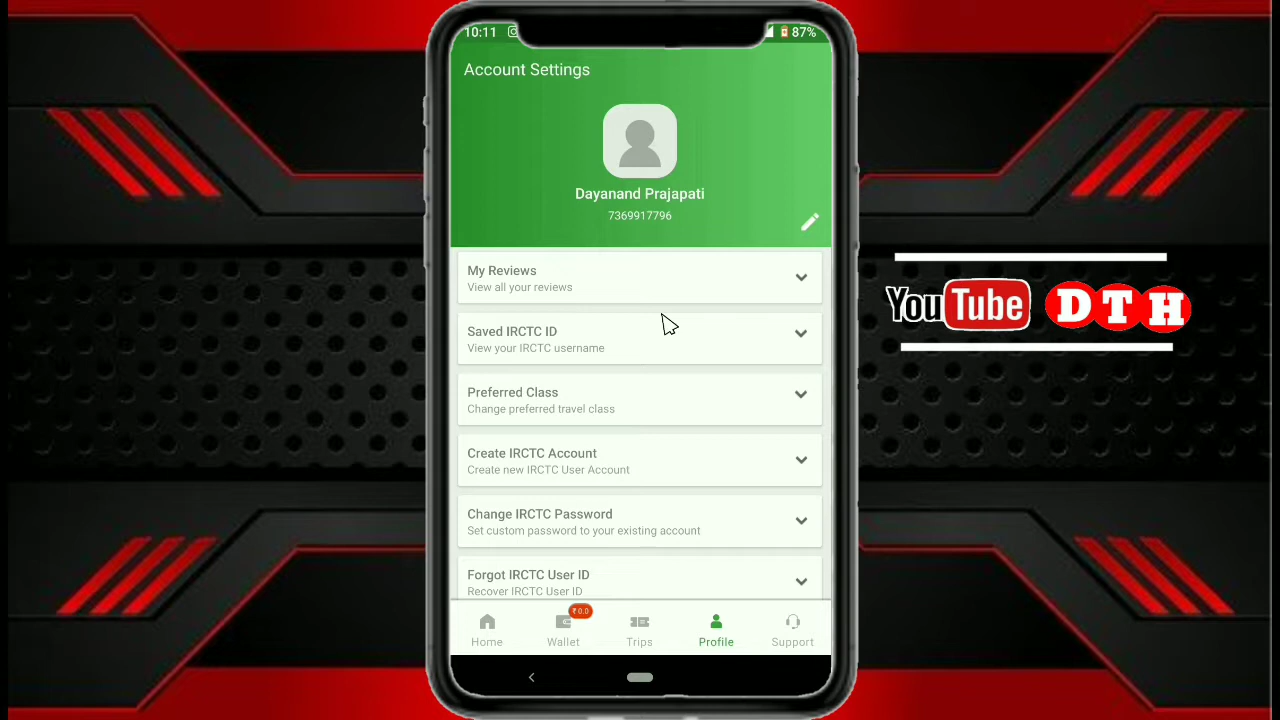 10:11
87%
Account Settings
Dayanand Prajapati
7369917796
My Reviews
View all your reviews
Saved IRCTC ID
View your IRCTC username
Preferred Class
Change preferred travel class
Create IRCTC Account
Create new IRCTC User Account
Change IRCTC Password
Set custom password to your existing account
Forgot IRCTC User ID
Recover IRCTC User ID
₹0.0
Home
Wallet
Trips
Profile
Support
YouTube DTH